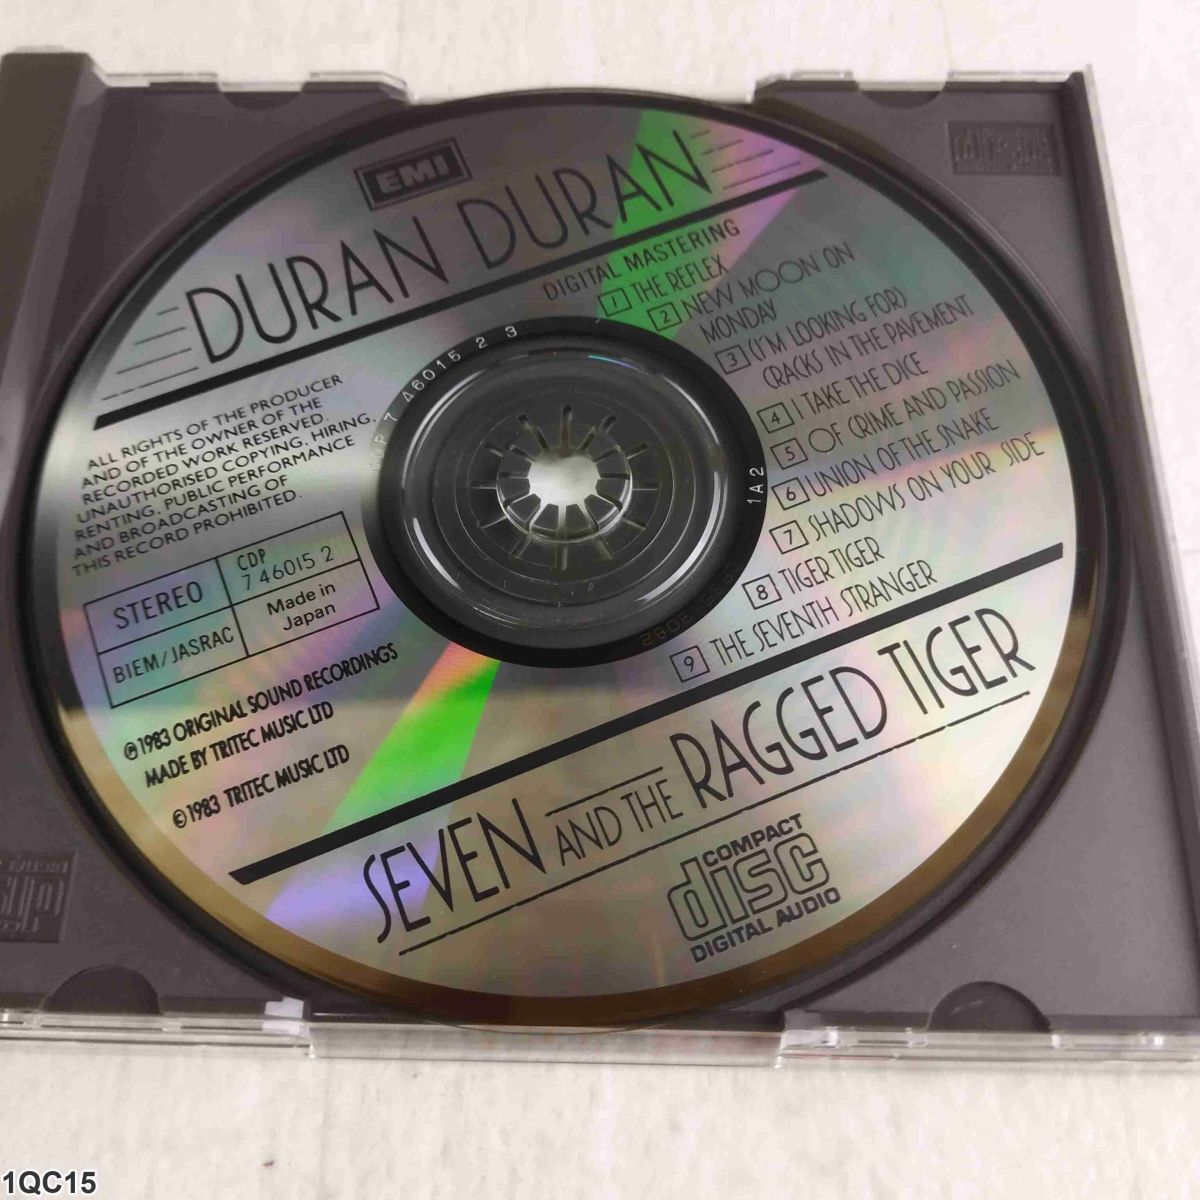 EMI
DURAN DURAN
DIGITAL MASTERING
1 THE REFLEX
2 NEW MOON ON
MONDAY
3 (I'M LOOKING FOR)
CRACKS IN THE PAVEMENT
4 I TAKE THE DICE
5 OF CRIME AND PASSION
6 UNION OF THE SNAKE
7 SHADOWS ON YOUR SIDE
8 TIGER TIGER
9 THE SEVENTH STRANGER
ALL RIGHTS OF THE PRODUCER
AND OF THE OWNER OF THE
RECORDED WORK RESERVED.
UNAUTHORISED COPYING, HIRING,
RENTING, PUBLIC PERFORMANCE
AND BROADCASTING OF
THIS RECORD PROHIBITED.
STEREO
CDP
7 46015 2
BIEM/JASRAC
Made in
Japan
CDP 7 46015 2 3
1A2
℗1983 ORIGINAL SOUND RECORDINGS
MADE BY TRITEC MUSIC LTD
©1983 TRITEC MUSIC LTD
SEVEN AND THE RAGGED TIGER
COMPACT
disc
DIGITAL AUDIO
1QC15